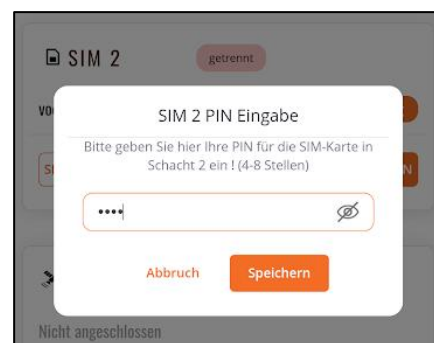 SIM 2
getrennt
SIM 2 PIN Eingabe
Bitte geben Sie hier Ihre PIN für die SIM-Karte in
Schacht 2 ein ! (4-8 Stellen)
••••
Abbruch
Speichern
Nicht angeschlossen